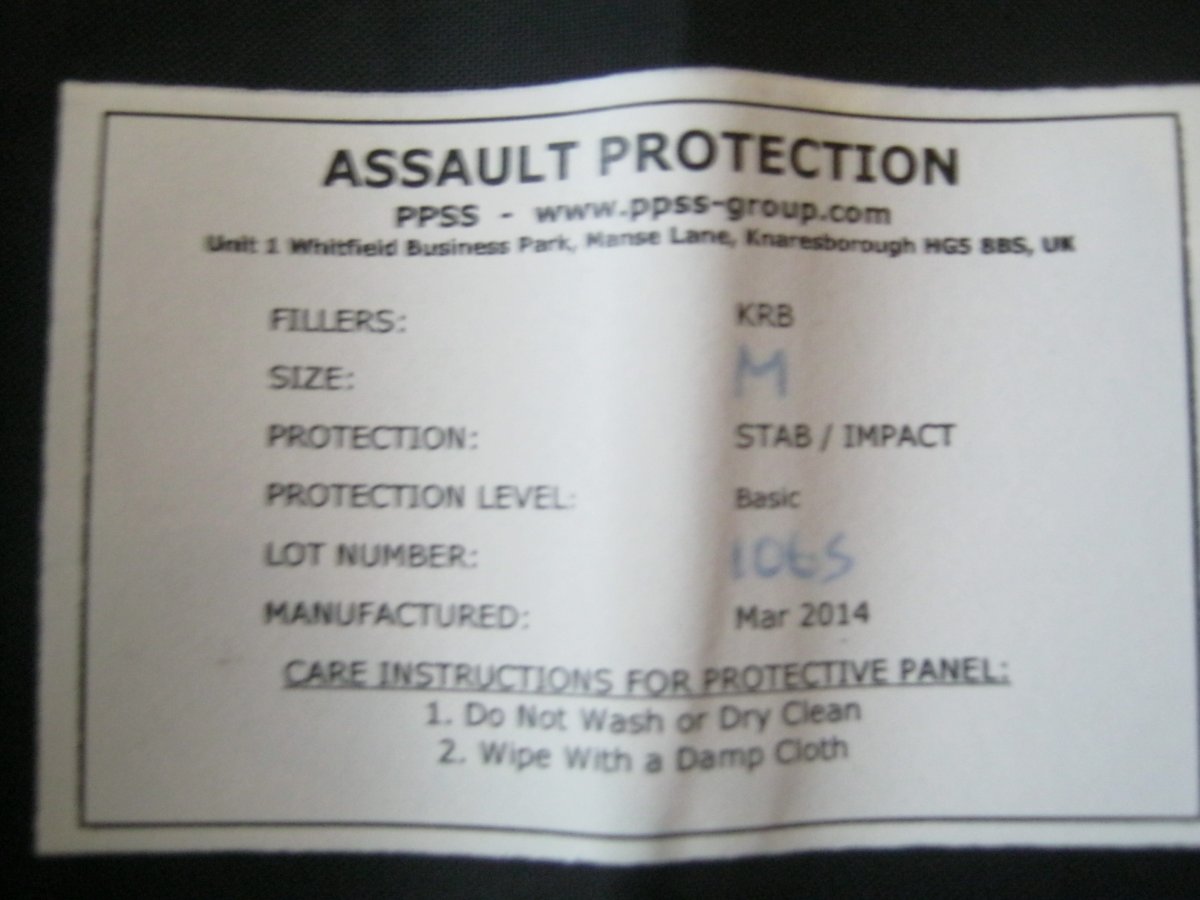 ASSAULT PROTECTION
PPSS - www.ppss-group.com
Unit 1 Whitfield Business Park, Manse Lane, Knaresborough HG5 8BS, UK
FILLERS: KRB
SIZE: M
PROTECTION: STAB / IMPACT
PROTECTION LEVEL: Basic
LOT NUMBER:
MANUFACTURED: Mar 2014
CARE INSTRUCTIONS FOR PROTECTIVE PANEL:
1. Do Not Wash or Dry Clean
2. Wipe With a Damp Cloth